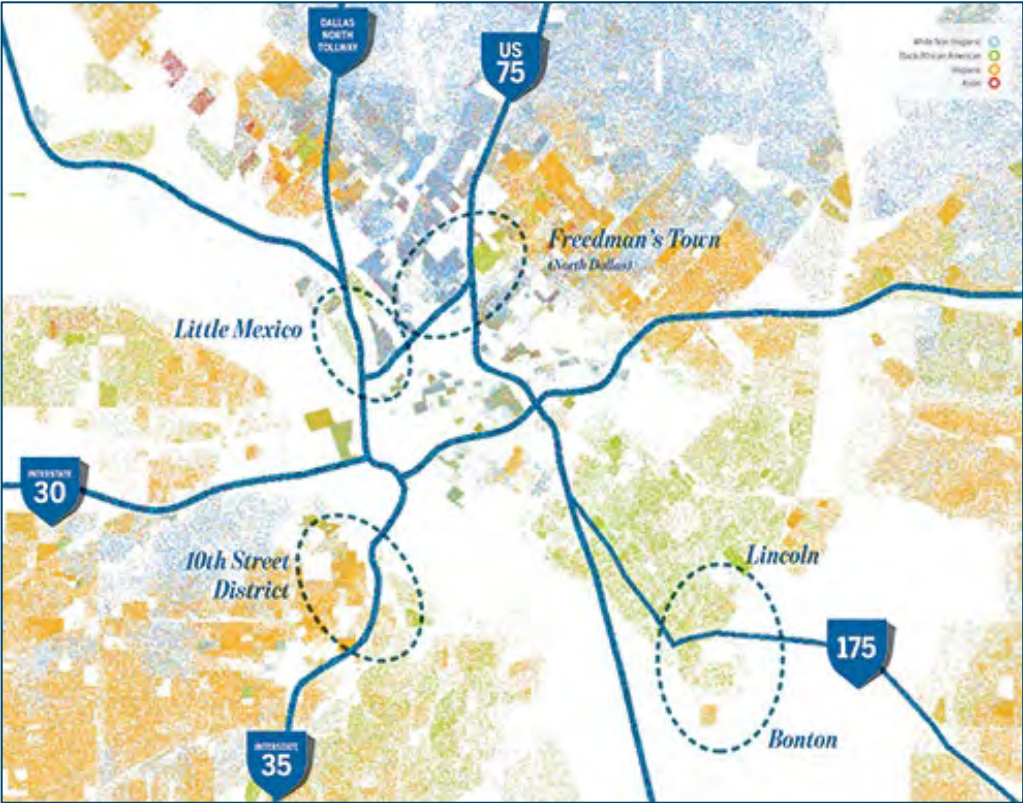 DALLAS
NORTH
TOLLWAY
US
75
White Non Hispanic
Black/African American
Hispanic
Asian
Freedman's Town
(North Dallas)
Little Mexico
INTERSTATE
30
10th Street
District
Lincoln
175
Bonton
INTERSTATE
35